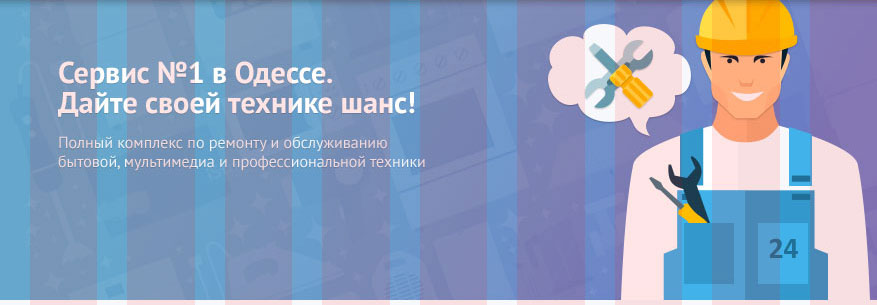 Сервис №1 в Одессе.
Дайте своей технике шанс!
Полный комплекс по ремонту и обслуживанию
бытовой, мультимедиа и профессиональной техники
24